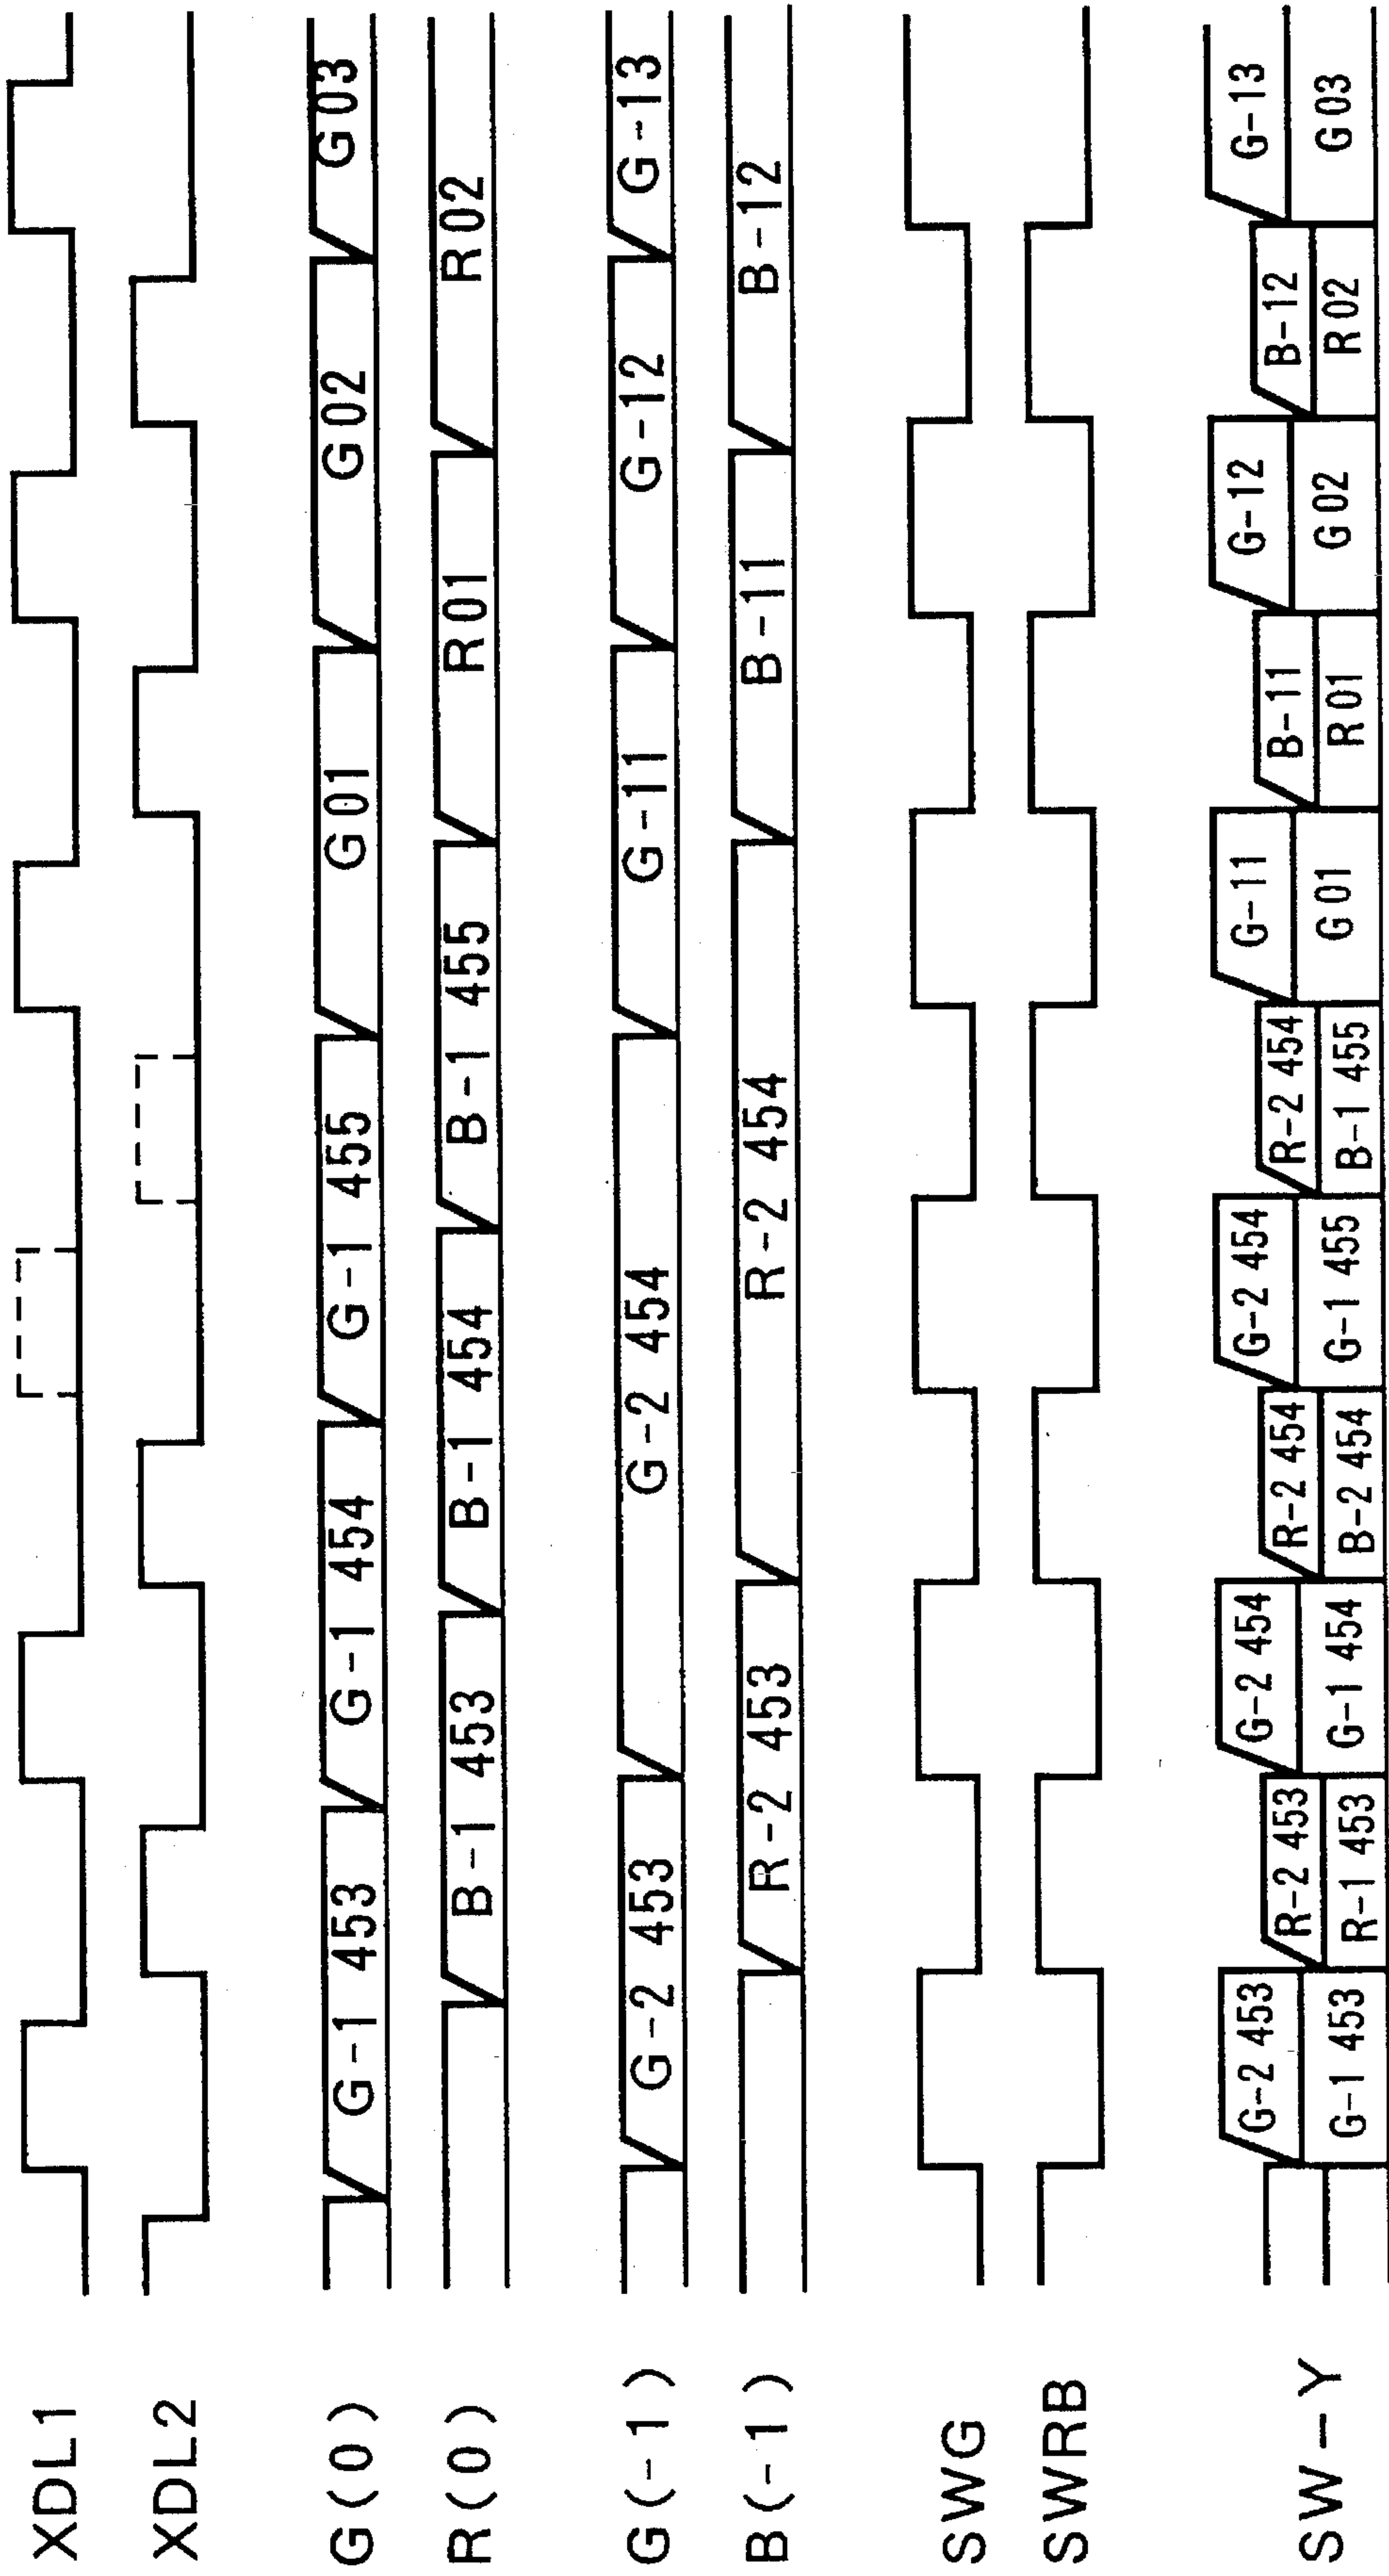 XDL1
XDL2
G(0) G-1 453 G-1 454 G-1 455 G01 G02 G03
R(0) B-1 453 B-1 454 B-1 455 R01 R02
G(-1) G-2 453 G-2 454 G-11 G-12 G-13
B(-1) R-2 453 R-2 454 B-11 B-12
SWG
SWRB
SW-Y
G-2 453 R-2 453 G-2 454 R-2 454 G-2 454 R-2 454 G-11 B-11 G-12 B-12 G-13
G-1 453 R-1 453 G-1 454 B-2 454 G-1 455 B-1 455 G01 R01 G02 R02 G03